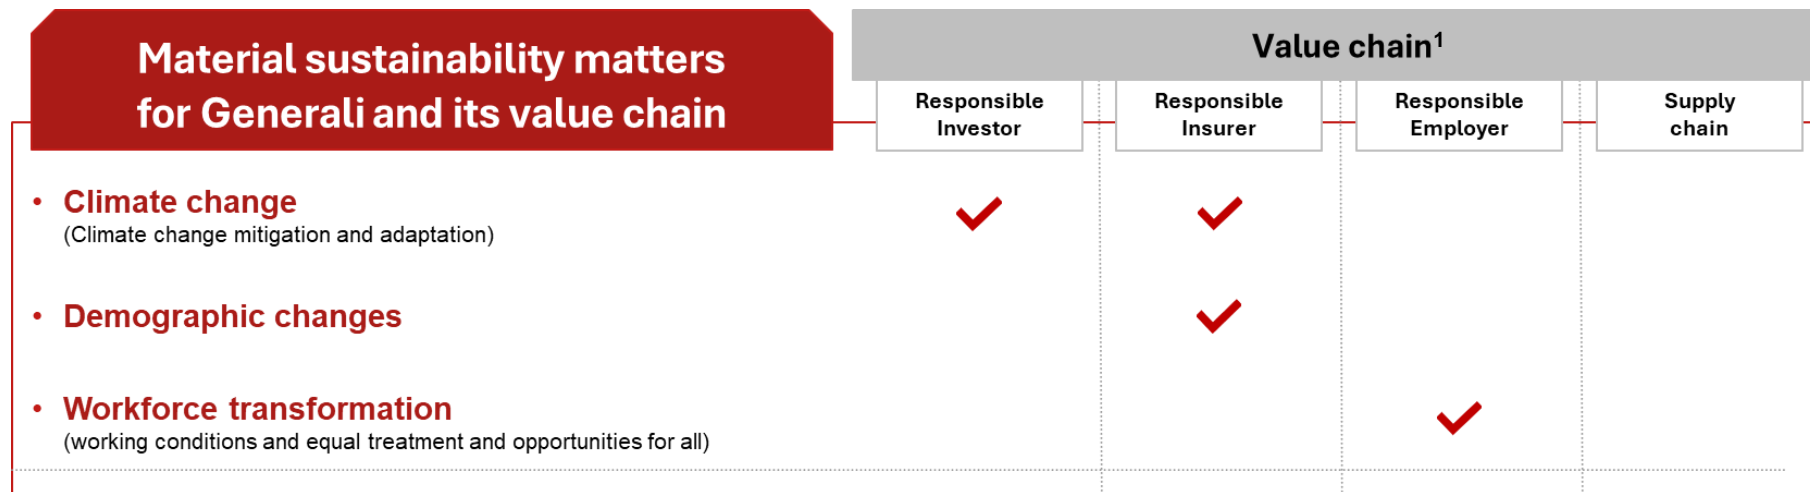 Material sustainability matters
for Generali and its value chain
Value chain¹
Responsible
Investor
Responsible
Insurer
Responsible
Employer
Supply
chain
• Climate change
(Climate change mitigation and adaptation)
• Demographic changes
• Workforce transformation
(working conditions and equal treatment and opportunities for all)